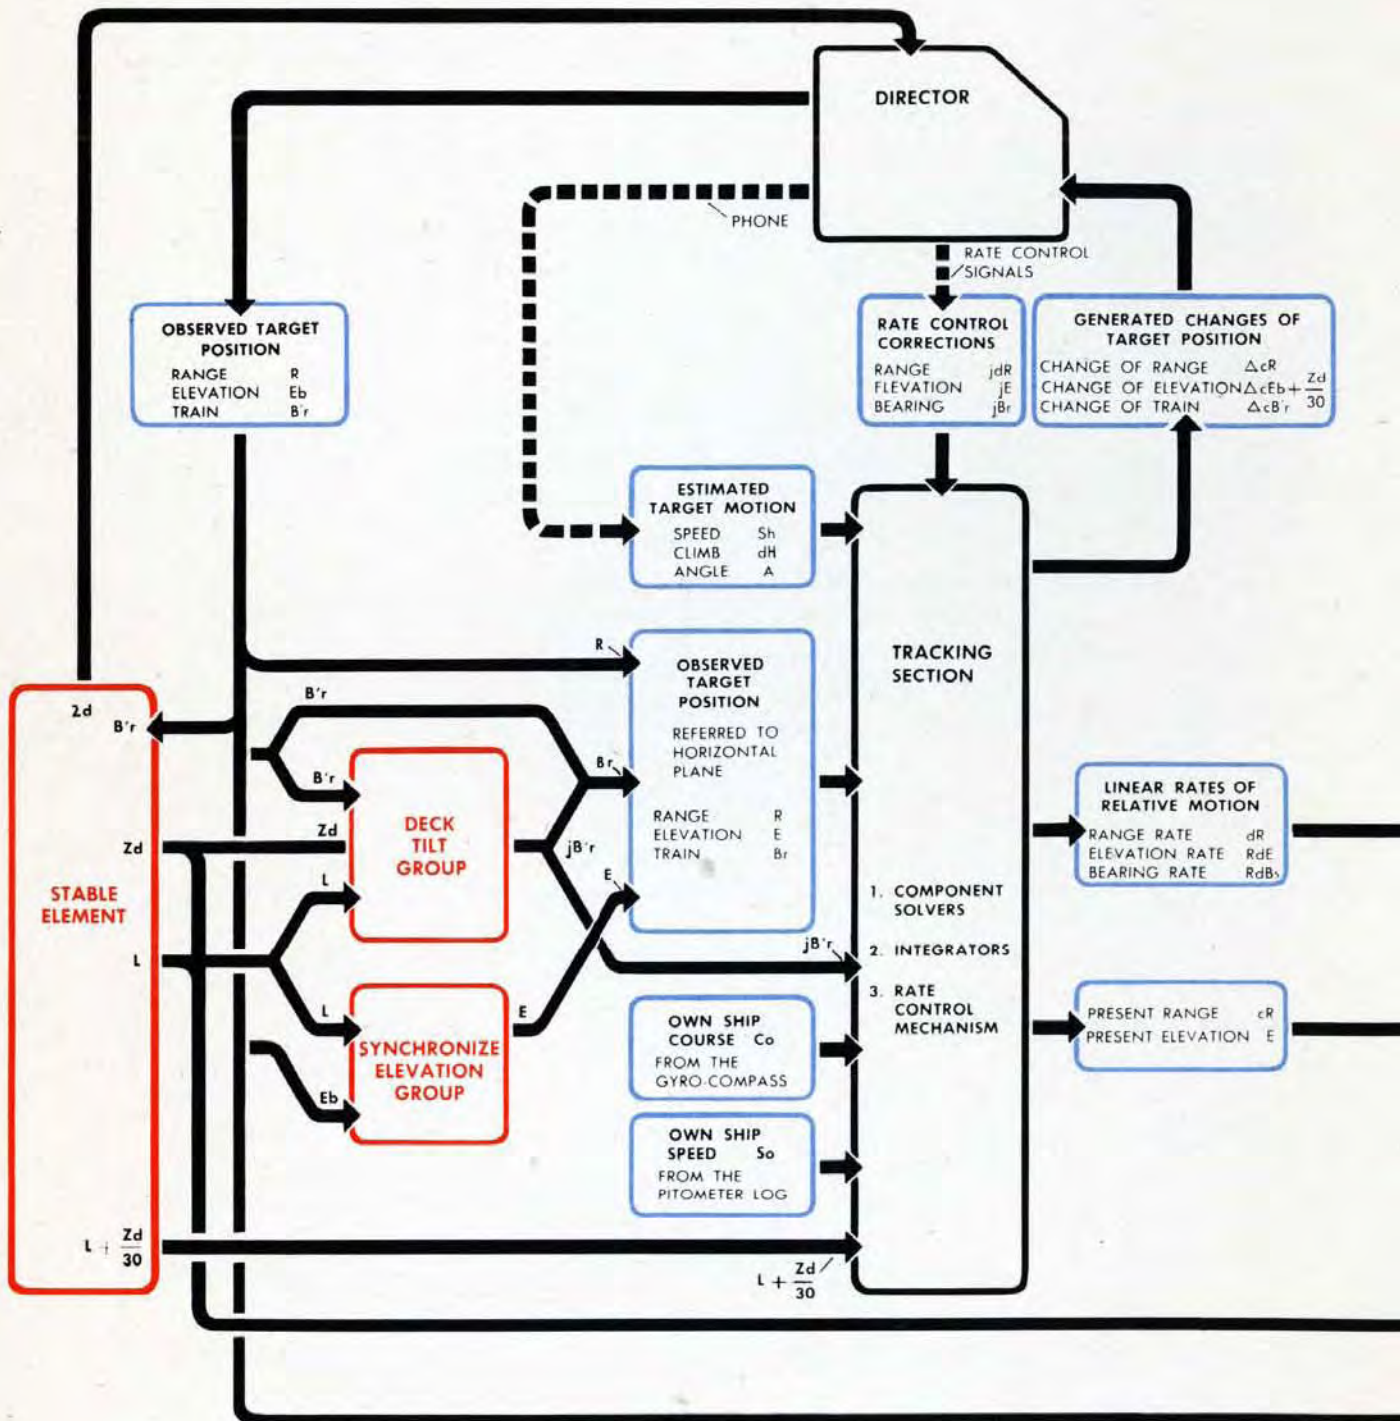 DIRECTOR
PHONE
RATE CONTROL
SIGNALS
OBSERVED TARGET
POSITION
RANGE R
ELEVATION Eb
TRAIN B'r
RATE CONTROL
CORRECTIONS
RANGE jdR
FLEVATION jE
BEARING jBr
GENERATED CHANGES OF
TARGET POSITION
CHANGE OF RANGE ΔcR
CHANGE OF ELEVATION ΔcEb + Zd/30
CHANGE OF TRAIN ΔcB'r
ESTIMATED
TARGET MOTION
SPEED Sh
CLIMB dH
ANGLE A
R
OBSERVED
TARGET
POSITION
REFERRED TO
HORIZONTAL
PLANE
RANGE R
ELEVATION E
TRAIN Br
TRACKING
SECTION
1. COMPONENT
SOLVERS
2. INTEGRATORS
3. RATE
CONTROL
MECHANISM
Zd
B'r
B'r
B'r
Br
Zd
Zd
DECK
TILT
GROUP
jB'r
E
L
STABLE
ELEMENT
L
L
E
jB'r
SYNCHRONIZE
ELEVATION
GROUP
Eb
LINEAR RATES OF
RELATIVE MOTION
RANGE RATE dR
ELEVATION RATE RdE
BEARING RATE RdBs
PRESENT RANGE cR
PRESENT ELEVATION E
OWN SHIP
COURSE Co
FROM THE
GYRO-COMPASS
OWN SHIP
SPEED So
FROM THE
PITOMETER LOG
L + Zd/30
L + Zd/30